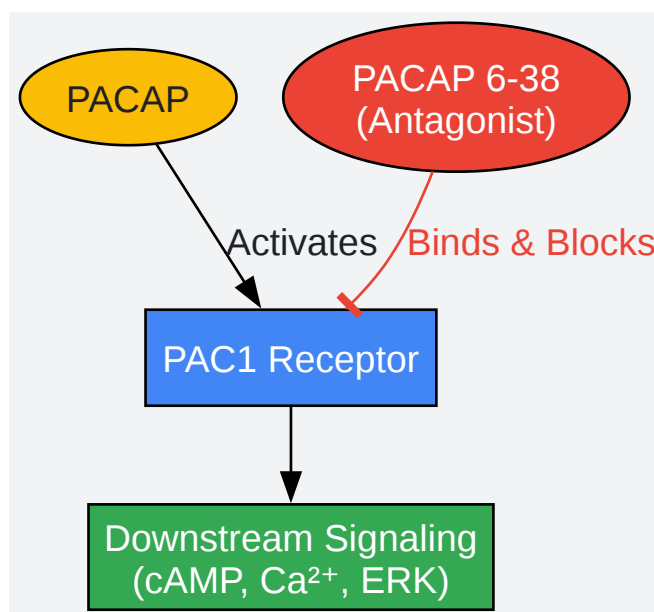 PACAP
PACAP 6-38
(Antagonist)
Activates
Binds & Blocks
PAC1 Receptor
Downstream Signaling
(cAMP, Ca²⁺, ERK)